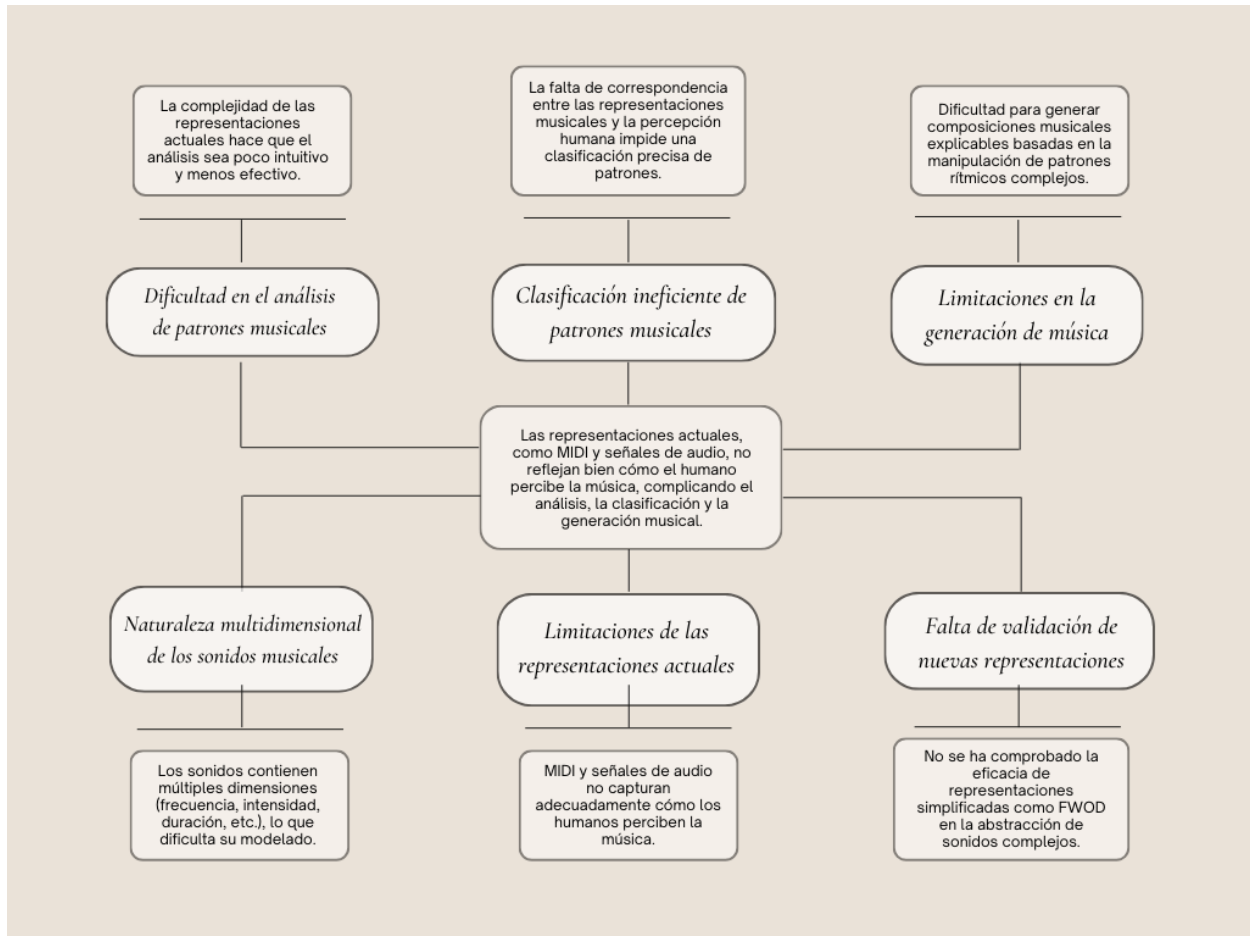 La complejidad de las
representaciones
actuales hace que el
análisis sea poco intuitivo
y menos efectivo.
La falta de correspondencia
entre las representaciones
musicales y la percepción
humana impide una
clasificación precisa de
patrones.
Dificultad para generar
composiciones musicales
explicables basadas en la
manipulación de patrones
rítmicos complejos.
Dificultad en el análisis
de patrones musicales
Clasificación ineficiente de
patrones musicales
Limitaciones en la
generación de música
Las representaciones actuales,
como MIDI y señales de audio, no
reflejan bien cómo el humano
percibe la música, complicando el
análisis, la clasificación y la
generación musical.
Naturaleza multidimensional
de los sonidos musicales
Limitaciones de las
representaciones actuales
Falta de validación de
nuevas representaciones
Los sonidos contienen
múltiples dimensiones
(frecuencia, intensidad,
duración, etc.), lo que
dificulta su modelado.
MIDI y señales de audio
no capturan
adecuadamente cómo los
humanos perciben la
música.
No se ha comprobado la
eficacia de
representaciones
simplificadas como FWOD
en la abstracción de
sonidos complejos.